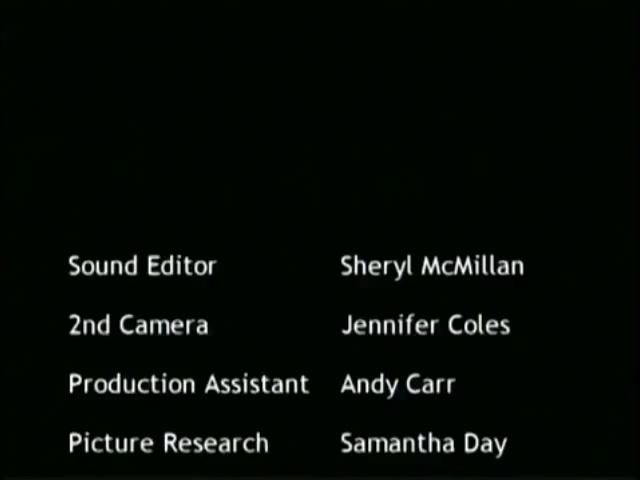 Sound Editor Sheryl McMillan
2nd Camera Jennifer Coles
Production Assistant Andy Carr
Picture Research Samantha Day